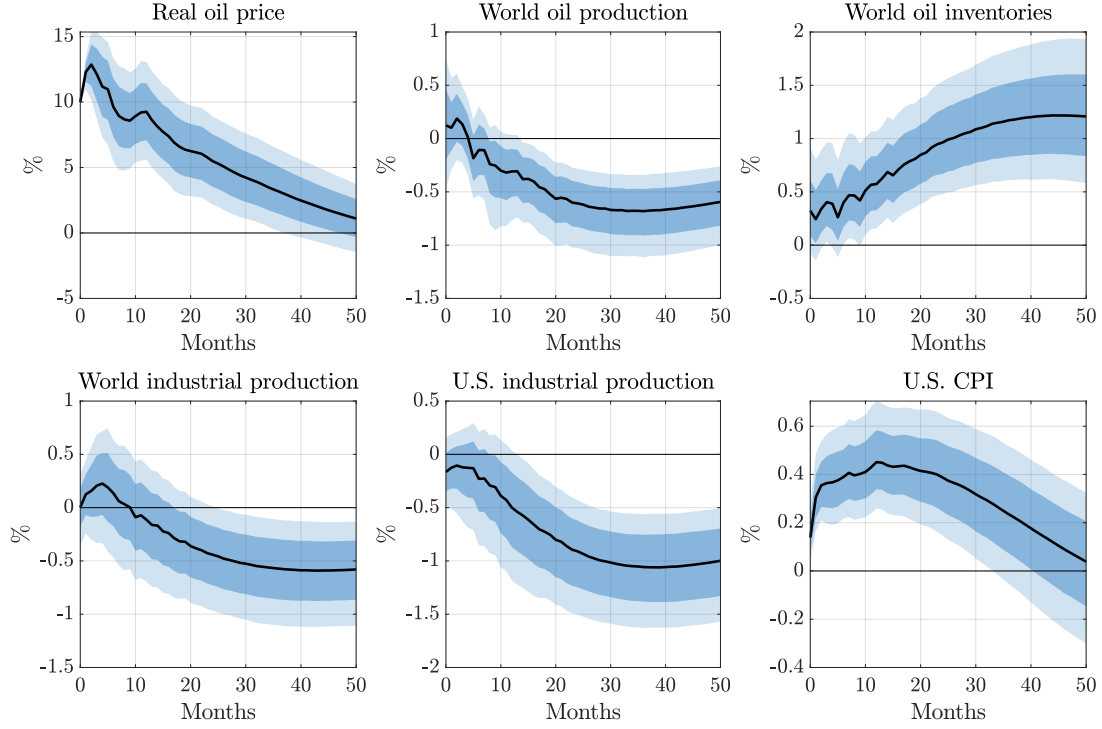 Real oil price
World oil production
World oil inventories
15
10
5
0
-5
%
0 10 20 30 40 50
Months
1
0.5
0
-0.5
-1
-1.5
%
0 10 20 30 40 50
Months
2
1.5
1
0.5
0
-0.5
%
0 10 20 30 40 50
Months
World industrial production
U.S. industrial production
U.S. CPI
1
0.5
0
-0.5
-1
-1.5
%
0 10 20 30 40 50
Months
0.5
0
-0.5
-1
-1.5
-2
%
0 10 20 30 40 50
Months
0.6
0.4
0.2
0
-0.2
-0.4
%
0 10 20 30 40 50
Months